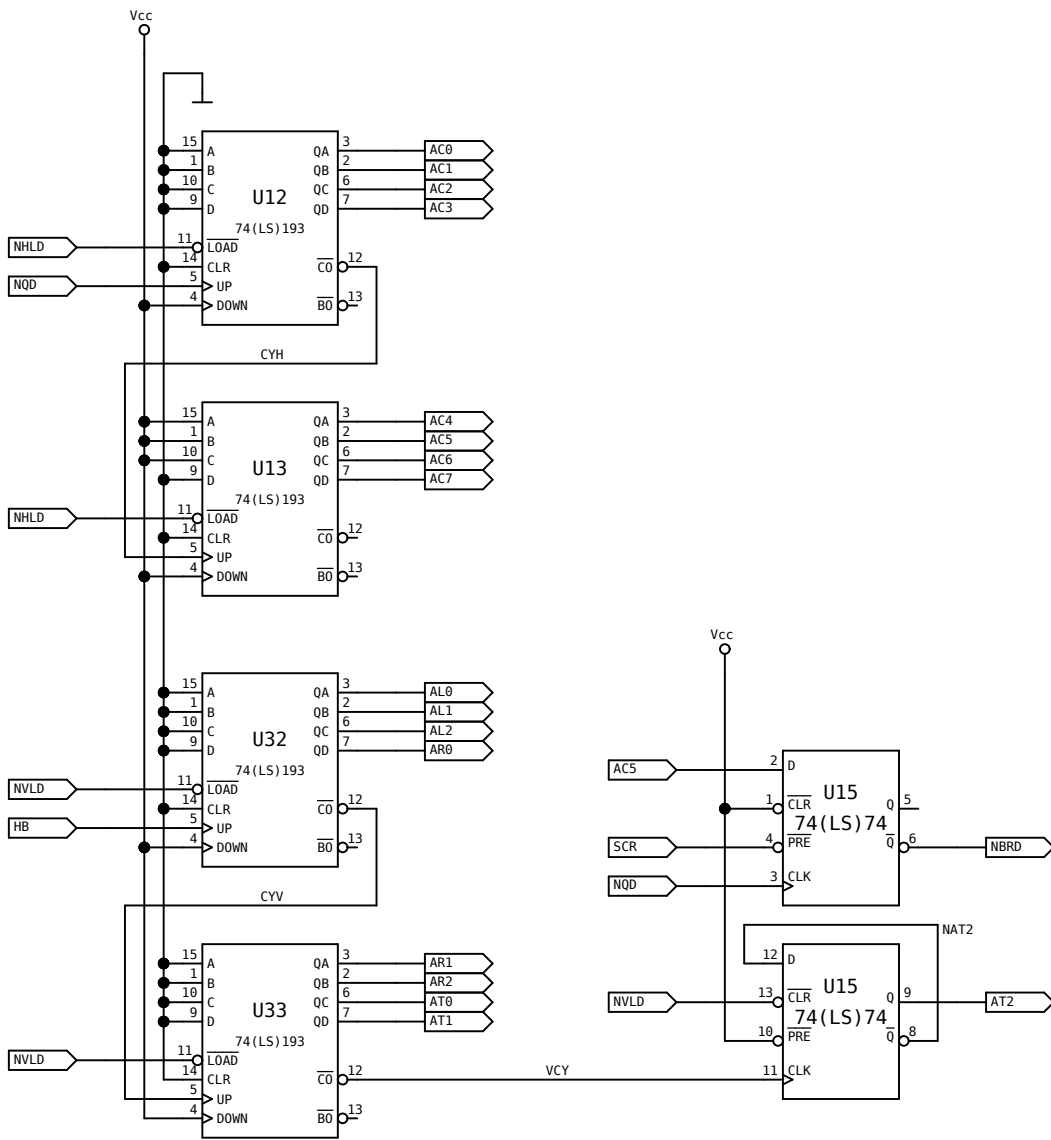 Vcc
15 A QA 3 AC0
1 B QB 2 AC1
10 C QC 6 AC2
9 D QD 7 AC3
U12
74(LS)193
NHLD 11 LOAD
14 CLR CO 12
NQD 5 UP
4 DOWN BO 13
CYH
15 A QA 3 AC4
1 B QB 2 AC5
10 C QC 6 AC6
9 D QD 7 AC7
U13
74(LS)193
NHLD 11 LOAD
14 CLR CO 12
5 UP
4 DOWN BO 13
15 A QA 3 AL0
1 B QB 2 AL1
10 C QC 6 AL2
9 D QD 7 AR0
U32
74(LS)193
NVLD 11 LOAD
14 CLR CO 12
HB 5 UP
4 DOWN BO 13
CYV
15 A QA 3 AR1
1 B QB 2 AR2
10 C QC 6 AT0
9 D QD 7 AT1
U33
74(LS)193
NVLD 11 LOAD
14 CLR CO 12
VCY
5 UP
4 DOWN BO 13
Vcc
AC5 2 D
U15
1 CLR Q 5
74(LS)74
SCR 4 PRE Q 6 NBRD
NQD 3 CLK
NAT2
12 D
U15
NVLD 13 CLR Q 9 AT2
74(LS)74
10 PRE Q 8
11 CLK